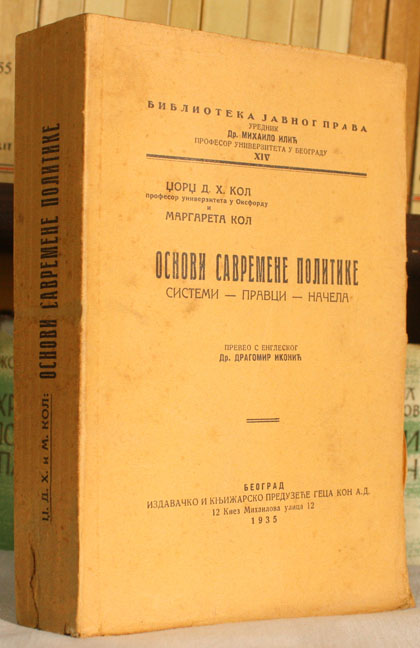 БИБЛИОТЕКА ЈАВНОГ ПРАВА
УРЕДНИК
Др. МИХАИЛО ИЛИЋ
ПРОФЕСОР УНИВЕРЗИТЕТА У БЕОГРАДУ
XIV
ЏОРЏ Д. Х. КОЛ
професор универзитета у Оксфорду
и
МАРГАРЕТА КОЛ
ОСНОВИ САВРЕМЕНЕ ПОЛИТИКЕ
СИСТЕМИ — ПРАВЦИ — НАЧЕЛА
ПРЕВЕО С ЕНГЛЕСКОГ
Др. ДРАГОМИР ИКОНИЋ
БЕОГРАД
ИЗДАВАЧКО И КЊИЖАРСКО ПРЕДУЗЕЋЕ ГЕЦА КОН А.Д.
12 Кнез Михаилова улица 12
1935
Џ. Д. Х. и М. КОЛ: ОСНОВИ САВРЕМЕНЕ ПОЛИТИКЕ